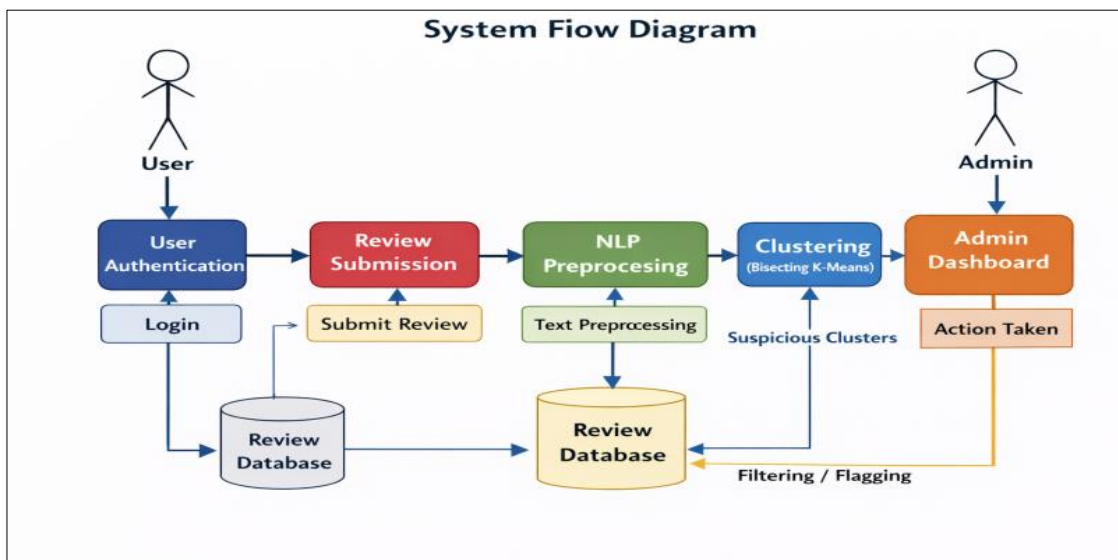 System Fiow Diagram
User
Admin
User
Authentication
Review
Submission
NLP
Preprocesing
Clustering
(Bisecting K-Means)
Admin
Dashboard
Login
Submit Review
Text Preprocessing
Suspicious Clusters
Action Taken
Review
Database
Review
Database
Filtering / Flagging